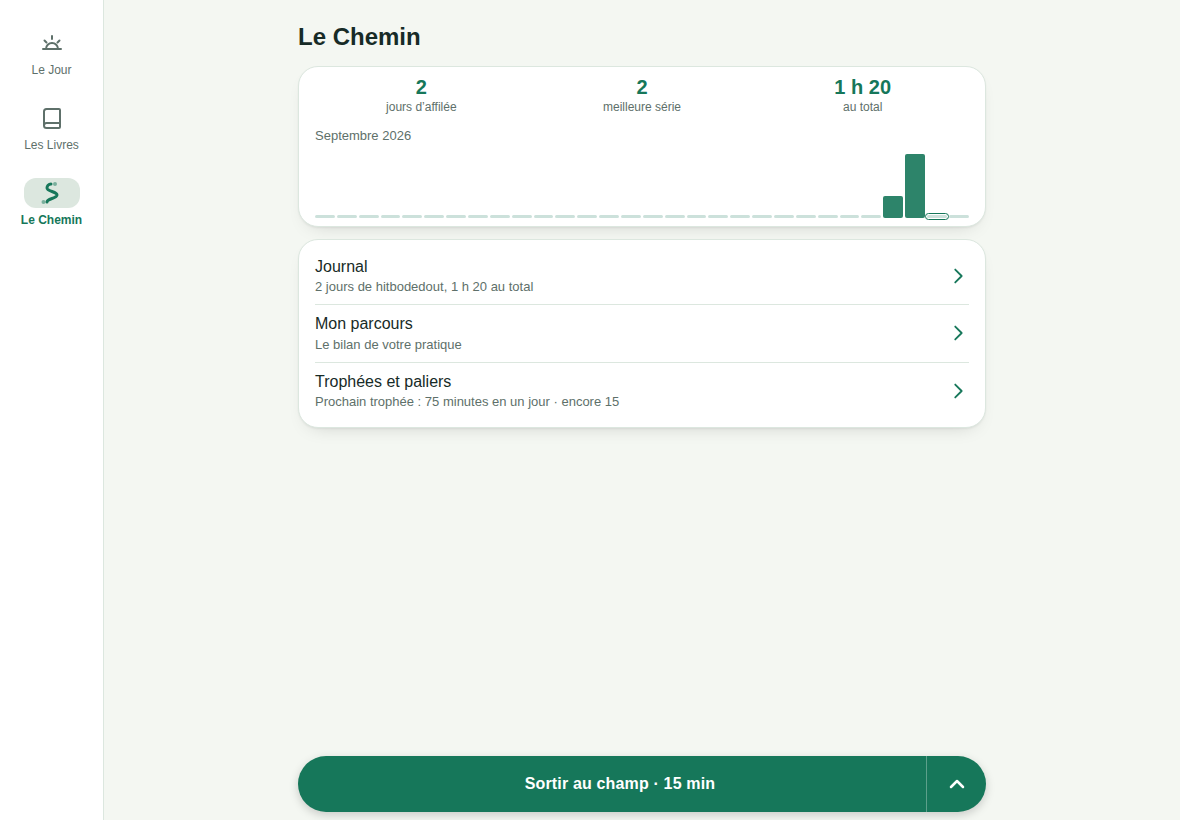 Le Jour
Les Livres
Le Chemin
Le Chemin
2
jours d’affilée
2
meilleure série
1 h 20
au total
Septembre 2026
Journal
2 jours de hitbodedout, 1 h 20 au total
Mon parcours
Le bilan de votre pratique
Trophées et paliers
Prochain trophée : 75 minutes en un jour · encore 15
Sortir au champ · 15 min